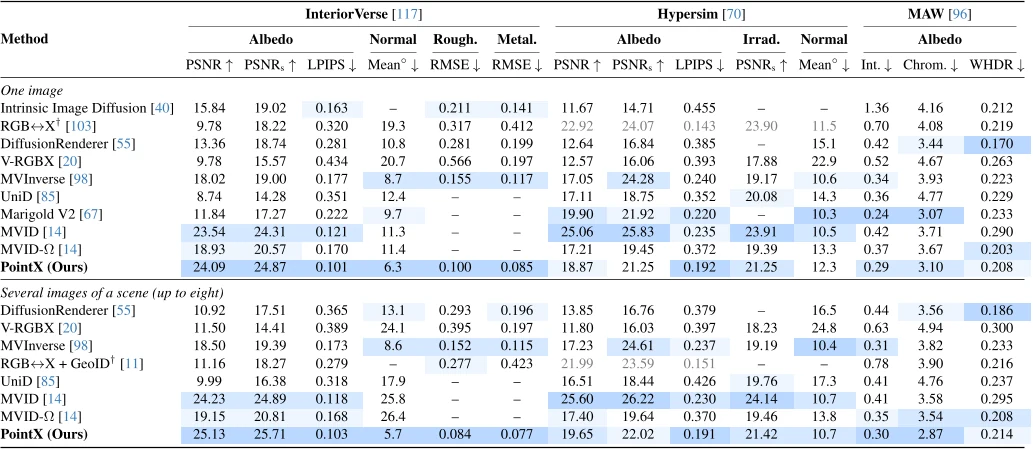 InteriorVerse [117] Hypersim [70] MAW [96]
Method Albedo Normal Rough. Metal. Albedo Irrad. Normal Albedo
PSNR ↑ PSNRs ↑ LPIPS ↓ Mean° ↓ RMSE ↓ RMSE ↓ PSNR ↑ PSNRs ↑ LPIPS ↓ PSNRs ↑ Mean° ↓ Int. ↓ Chrom. ↓ WHDR ↓
One image
Intrinsic Image Diffusion [40] 15.84 19.02 0.163 – 0.211 0.141 11.67 14.71 0.455 – – 1.36 4.16 0.212
RGB↔X† [103] 9.78 18.22 0.320 19.3 0.317 0.412 22.92 24.07 0.143 23.90 11.5 0.70 4.08 0.219
DiffusionRenderer [55] 13.36 18.74 0.281 10.8 0.281 0.199 12.64 16.84 0.385 – 15.1 0.42 3.44 0.170
V-RGBX [20] 9.78 15.57 0.434 20.7 0.566 0.197 12.57 16.06 0.393 17.88 22.9 0.52 4.67 0.263
MVInverse [98] 18.02 19.00 0.177 8.7 0.155 0.117 17.05 24.28 0.240 19.17 10.6 0.34 3.93 0.223
UniD [85] 8.74 14.28 0.351 12.4 – – 17.11 18.75 0.352 20.08 14.3 0.36 4.77 0.229
Marigold V2 [67] 11.84 17.27 0.222 9.7 – – 19.90 21.92 0.220 – 10.3 0.24 3.07 0.233
MVID [14] 23.54 24.31 0.121 11.3 – – 25.06 25.83 0.235 23.91 10.5 0.42 3.71 0.290
MVID-Ω [14] 18.93 20.57 0.170 11.4 – – 17.21 19.45 0.372 19.39 13.3 0.37 3.67 0.203
PointX (Ours) 24.09 24.87 0.101 6.3 0.100 0.085 18.87 21.25 0.192 21.25 12.3 0.29 3.10 0.208
Several images of a scene (up to eight)
DiffusionRenderer [55] 10.92 17.51 0.365 13.1 0.293 0.196 13.85 16.76 0.379 – 16.5 0.44 3.56 0.186
V-RGBX [20] 11.50 14.41 0.389 24.1 0.395 0.197 11.80 16.03 0.397 18.23 24.8 0.63 4.94 0.300
MVInverse [98] 18.50 19.39 0.173 8.6 0.152 0.115 17.23 24.61 0.237 19.19 10.4 0.31 3.82 0.233
RGB↔X + GeoID† [11] 11.16 18.27 0.279 – 0.277 0.423 21.99 23.59 0.151 – – 0.78 3.90 0.216
UniD [85] 9.99 16.38 0.318 17.9 – – 16.51 18.44 0.426 19.76 17.3 0.41 4.76 0.237
MVID [14] 24.23 24.89 0.118 25.8 – – 25.60 26.22 0.230 24.14 10.7 0.41 3.58 0.295
MVID-Ω [14] 19.15 20.81 0.168 26.4 – – 17.40 19.64 0.370 19.46 13.8 0.35 3.54 0.208
PointX (Ours) 25.13 25.71 0.103 5.7 0.084 0.077 19.65 22.02 0.191 21.42 10.7 0.30 2.87 0.214